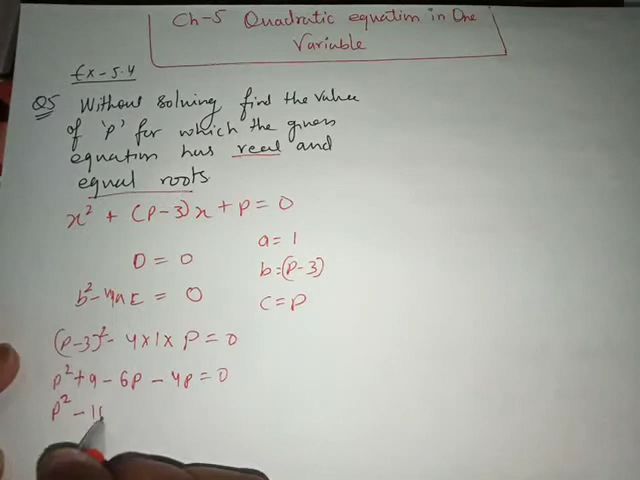 Ch-5 Quadratic equation in One
Variable
Ex-5.4
Q5 Without solving find the value
of 'p' for which the given
equation has real and
equal roots
x² + (P-3)x + P = 0
a = 1
D = 0
b = (P-3)
b² - 4ac = 0
c = P
(P-3)² - 4x1x P = 0
P² + 9 - 6P - 4P = 0
P² - 1